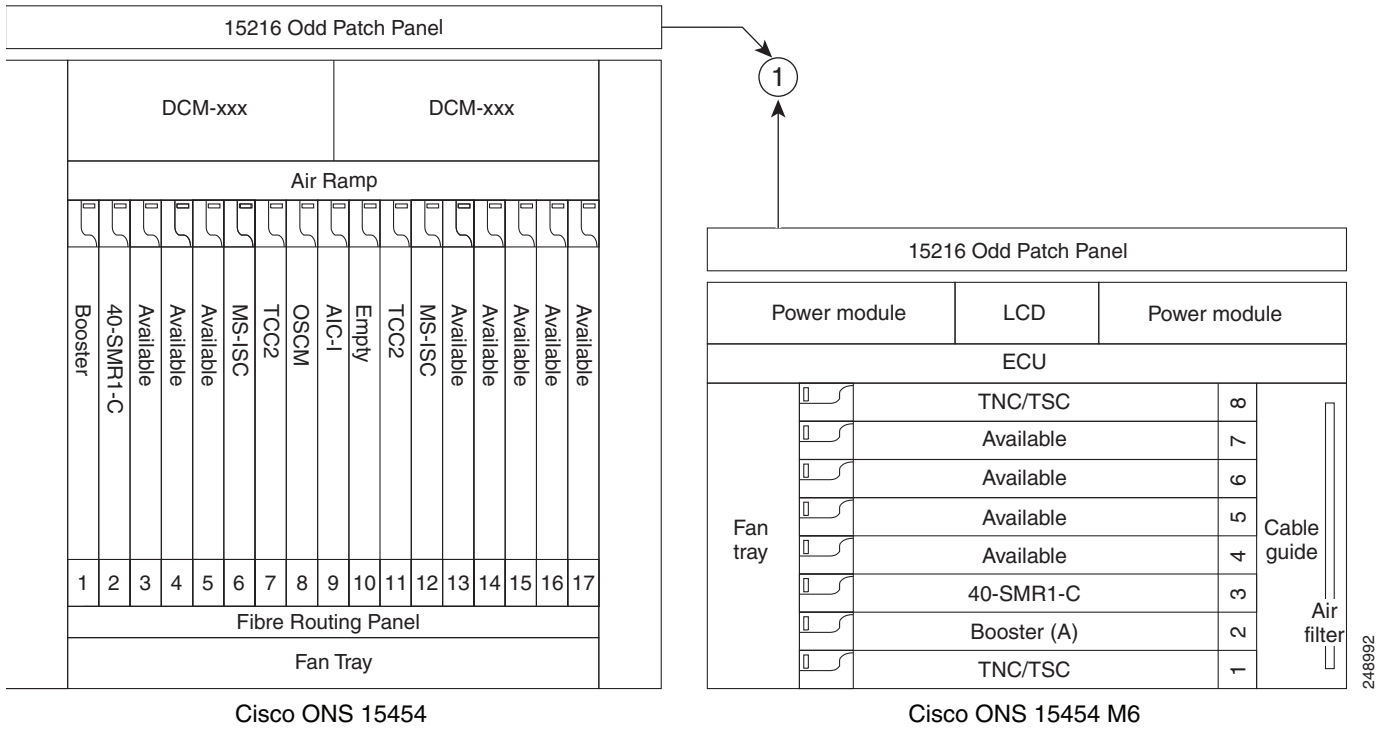 15216 Odd Patch Panel
1
DCM-xxx
DCM-xxx
Air Ramp
Booster
40-SMR1-C
Available
Available
Available
MS-ISC
TCC2
OSCM
AIC-I
Empty
TCC2
MS-ISC
Available
Available
Available
Available
Available
1 2 3 4 5 6 7 8 9 10 11 12 13 14 15 16 17
Fibre Routing Panel
Fan Tray
Cisco ONS 15454
15216 Odd Patch Panel
Power module
LCD
Power module
ECU
Fan
tray
TNC/TSC 8
Available 7
Available 6
Available 5
Available 4
40-SMR1-C 3
Booster (A) 2
TNC/TSC 1
Cable
guide
Air
filter
Cisco ONS 15454 M6
248992